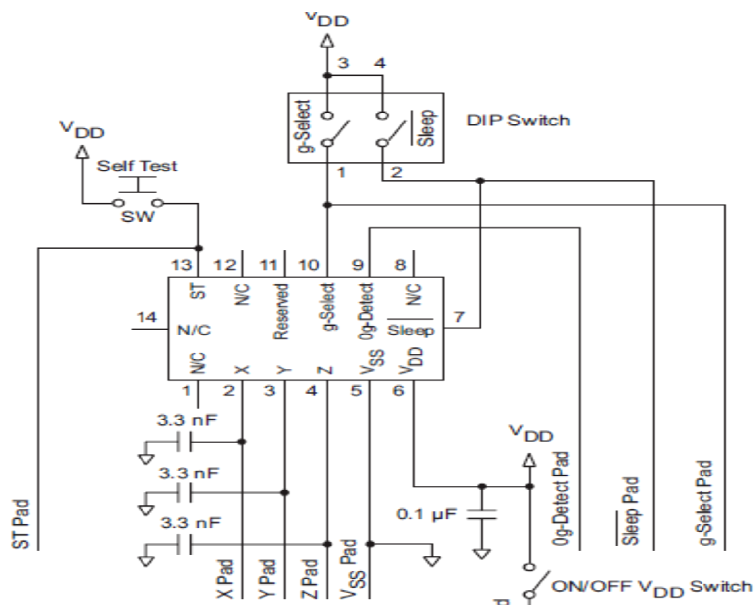 VDD
3 4
g-Select
Sleep
DIP Switch
1 2
VDD
Self Test
SW
13 12 11 10 9 8
ST
N/C
Reserved
g-Select
0g-Detect
N/C
14
N/C
Sleep
7
N/C
X
Y
Z
VSS
VDD
1 2 3 4 5 6
3.3 nF
3.3 nF
3.3 nF
VDD
0.1 µF
ST Pad
X Pad
Y Pad
Z Pad
VSS Pad
0g-Detect Pad
Sleep Pad
g-Select Pad
ON/OFF VDD Switch